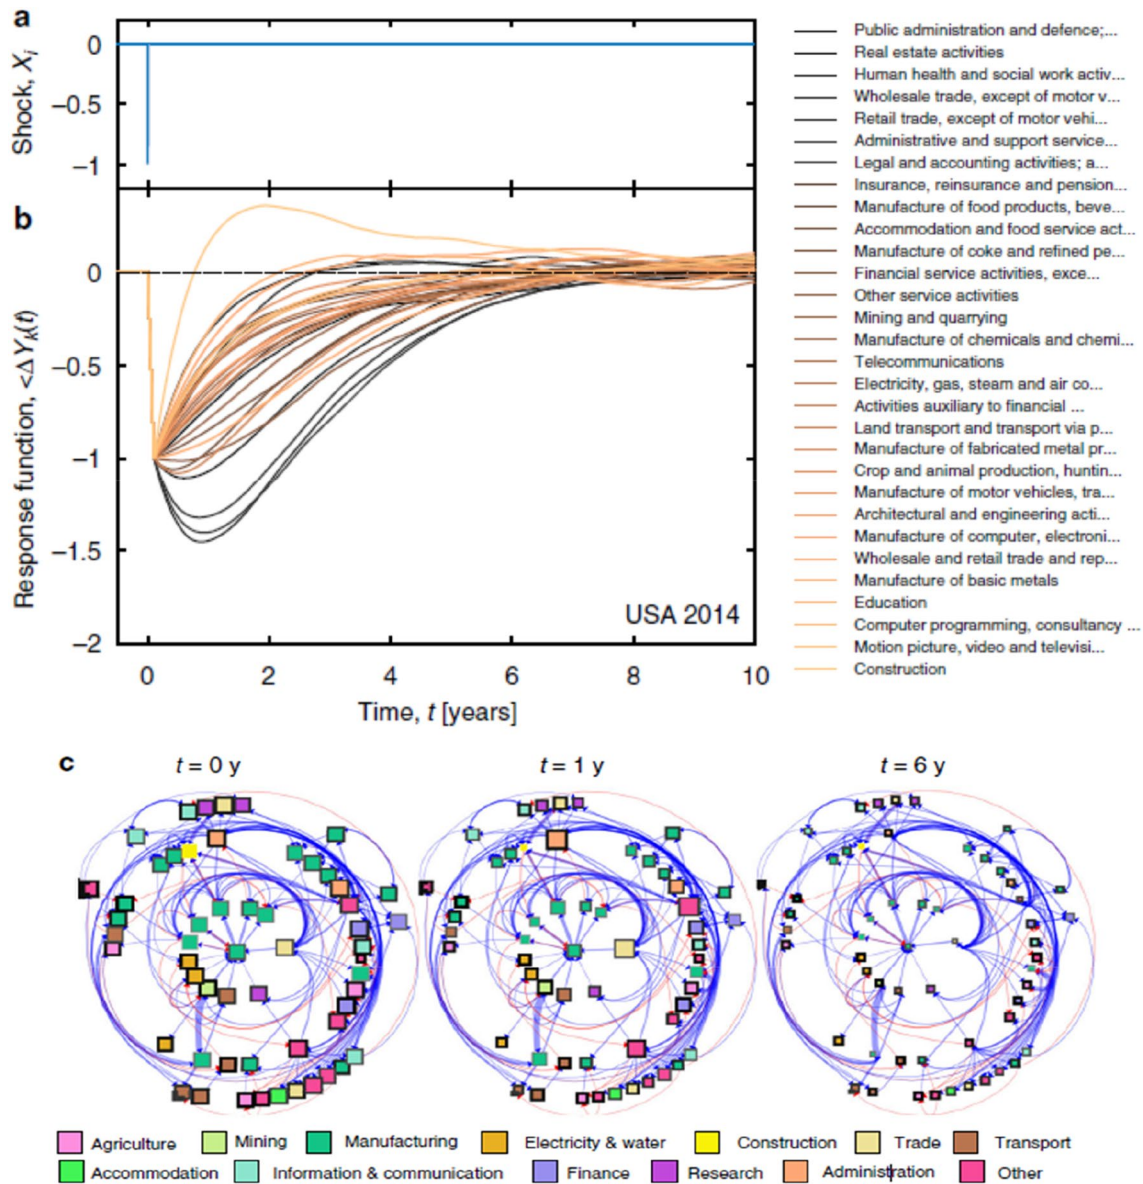 a
Shock, Xi
0
−0.5
−1
b
Response function, <ΔYk(t)
0
−0.5
−1
−1.5
−2
USA 2014
0 2 4 6 8 10
Time, t [years]
Public administration and defence;...
Real estate activities
Human health and social work activ...
Wholesale trade, except of motor v...
Retail trade, except of motor vehi...
Administrative and support service...
Legal and accounting activities; a...
Insurance, reinsurance and pension...
Manufacture of food products, beve...
Accommodation and food service act...
Manufacture of coke and refined pe...
Financial service activities, exce...
Other service activities
Mining and quarrying
Manufacture of chemicals and chemi...
Telecommunications
Electricity, gas, steam and air co...
Activities auxiliary to financial ...
Land transport and transport via p...
Manufacture of fabricated metal pr...
Crop and animal production, huntin...
Manufacture of motor vehicles, tra...
Architectural and engineering acti...
Manufacture of computer, electroni...
Wholesale and retail trade and rep...
Manufacture of basic metals
Education
Computer programming, consultancy ...
Motion picture, video and televisi...
Construction
c
t = 0 y t = 1 y t = 6 y
Agriculture Mining Manufacturing Electricity & water Construction Trade Transport
Accommodation Information & communication Finance Research Administration Other